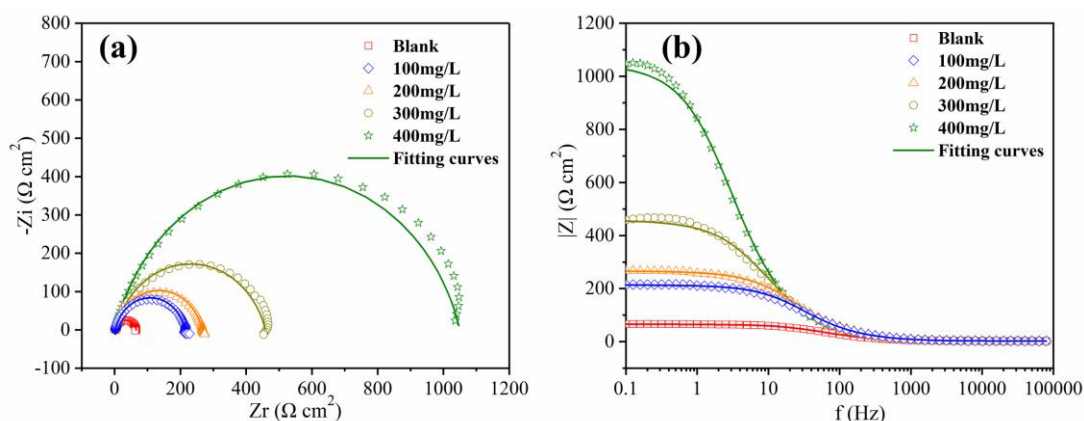 (a)
Blank
100mg/L
200mg/L
300mg/L
400mg/L
Fitting curves
800
700
600
500
400
300
200
100
0
-100
-Zi (Ω cm²)
0 200 400 600 800 1000 1200
Zr (Ω cm²)
(b)
Blank
100mg/L
200mg/L
300mg/L
400mg/L
Fitting curves
1200
1000
800
600
400
200
0
|Z| (Ω cm²)
0.1 1 10 100 1000 10000 100000
f (Hz)